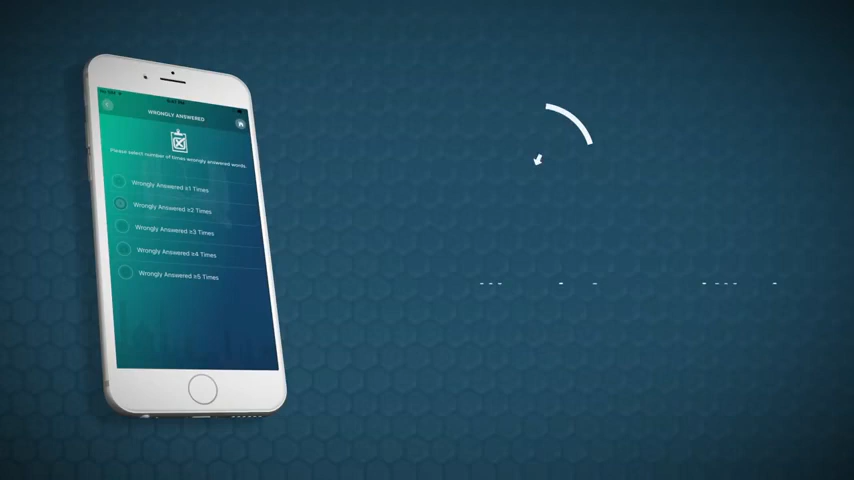 WRONGLY ANSWERED
Please select number of times wrongly answered words.
Wrongly Answered ≥1 Times
Wrongly Answered ≥2 Times
Wrongly Answered ≥3 Times
Wrongly Answered ≥4 Times
Wrongly Answered ≥5 Times